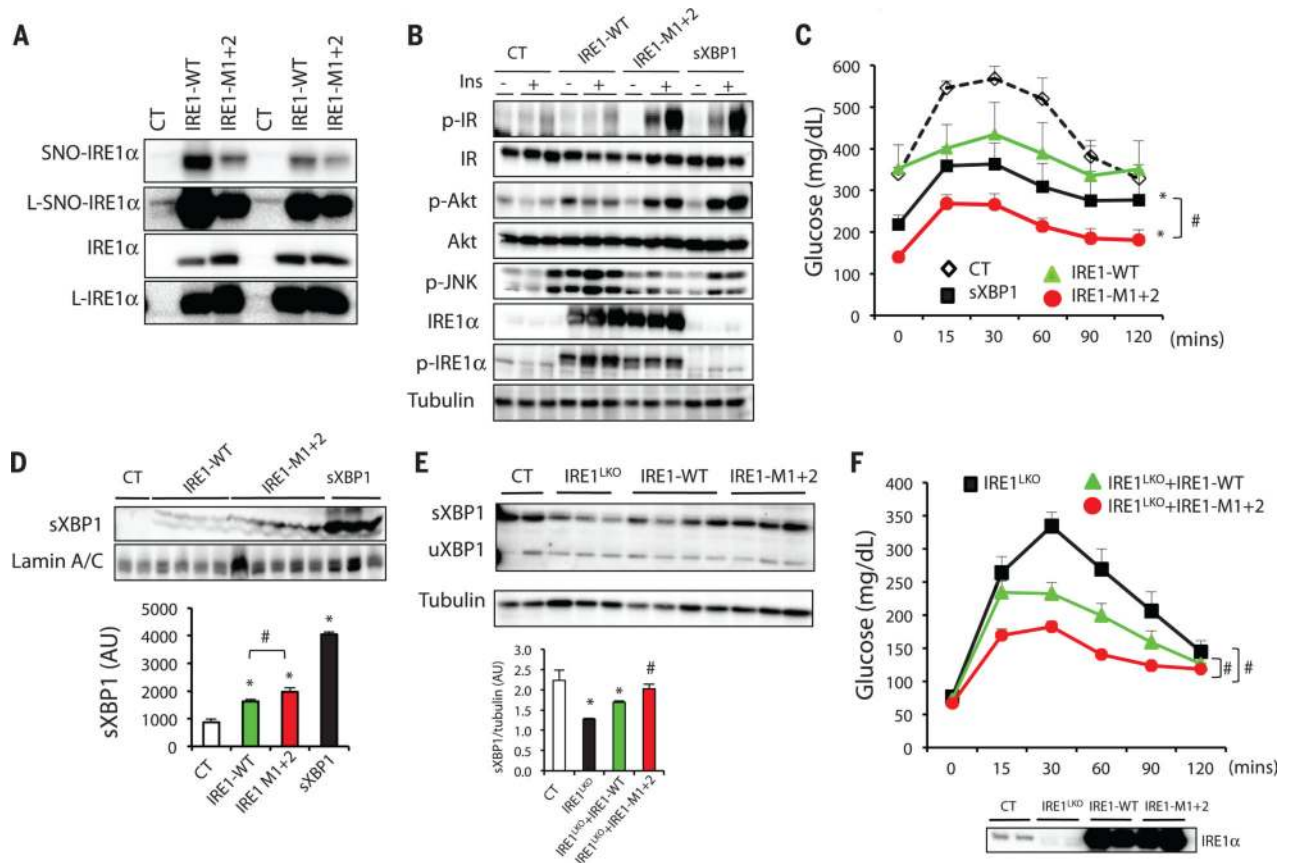 A
CT
IRE1-WT
IRE1-M1+2
CT
IRE1-WT
IRE1-M1+2
SNO-IRE1α
L-SNO-IRE1α
IRE1α
L-IRE1α
B
CT
IRE1-WT
IRE1-M1+2
sXBP1
Ins - + - + - + - +
p-IR
IR
p-Akt
Akt
p-JNK
IRE1α
p-IRE1α
Tubulin
C
Glucose (mg/dL)
600
500
400
300
200
100
0
* # *
CT
IRE1-WT
sXBP1
IRE1-M1+2
0 15 30 60 90 120 (mins)
D
CT
IRE1-WT
IRE1-M1+2
sXBP1
sXBP1
Lamin A/C
sXBP1 (AU)
5000
4000
3000
2000
1000
0
* # * *
CT
IRE1-WT
IRE1 M1+2
sXBP1
E
CT IRE1LKO IRE1-WT IRE1-M1+2
sXBP1
uXBP1
Tubulin
sXBP1/tubulin (AU)
3.0
2.5
2.0
1.5
1.0
0.5
0.0
* * #
CT
IRE1LKO
IRE1LKO+IRE1-WT
IRE1LKO+IRE1-M1+2
F
IRE1LKO
IRE1LKO+IRE1-WT
IRE1LKO+IRE1-M1+2
Glucose (mg/dL)
400
350
300
250
200
150
100
50
0
# #
0 15 30 60 90 120 (mins)
CT IRE1LKO IRE1-WT IRE1-M1+2
IRE1α